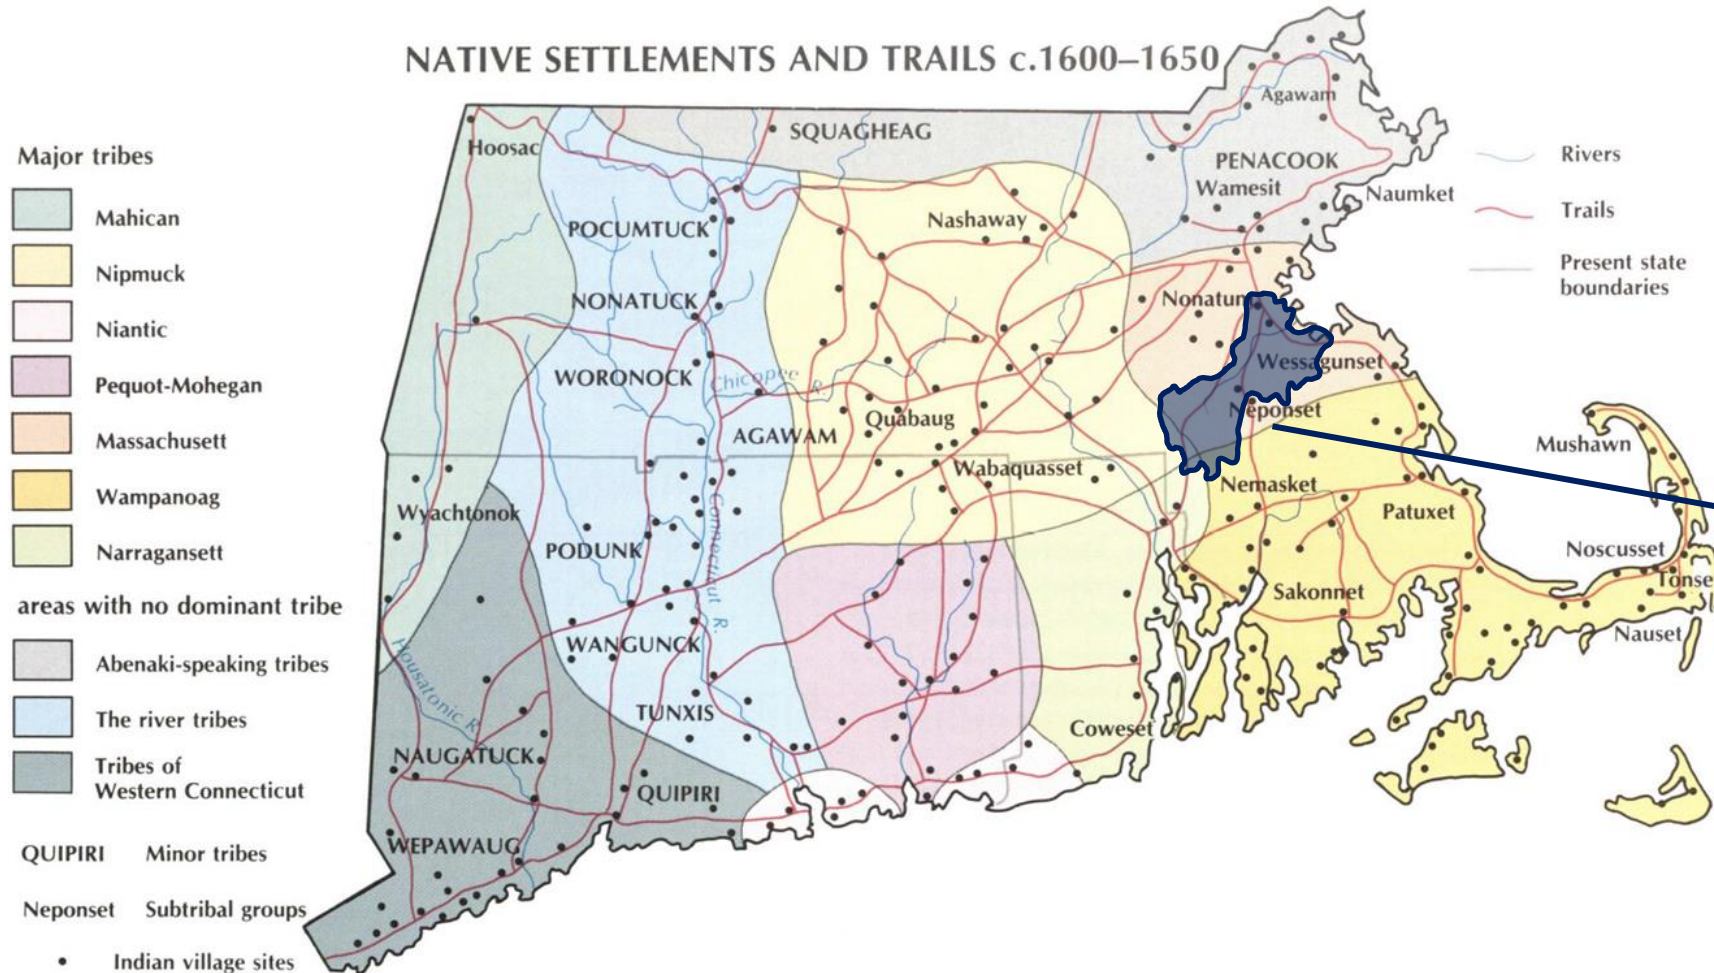 NATIVE SETTLEMENTS AND TRAILS c.1600–1650
Major tribes
Mahican
Nipmuck
Niantic
Pequot-Mohegan
Massachusett
Wampanoag
Narragansett
areas with no dominant tribe
Abenaki-speaking tribes
The river tribes
Tribes of
Western Connecticut
QUIPIRI Minor tribes
Neponset Subtribal groups
Indian village sites
Rivers
Trails
Present state
boundaries
Agawam
Hoosac
SQUAGHEAG
PENACOOK
Wamesit
Naumket
POCUMTUCK
Nashaway
NONATUCK
Nonatum
Wessagunset
WORONOCK
Chicopee R.
Neponset
Quabaug
AGAWAM
Mushawn
Wabaquasset
Nemasket
Wyachtonok
Connecticut R.
Patuxet
PODUNK
Noscusset
Tonse
Sakonnet
WANGUNCK
Nauset
Housatonic R.
TUNXIS
Coweset
NAUGATUCK
QUIPIRI
WEPAWAUG